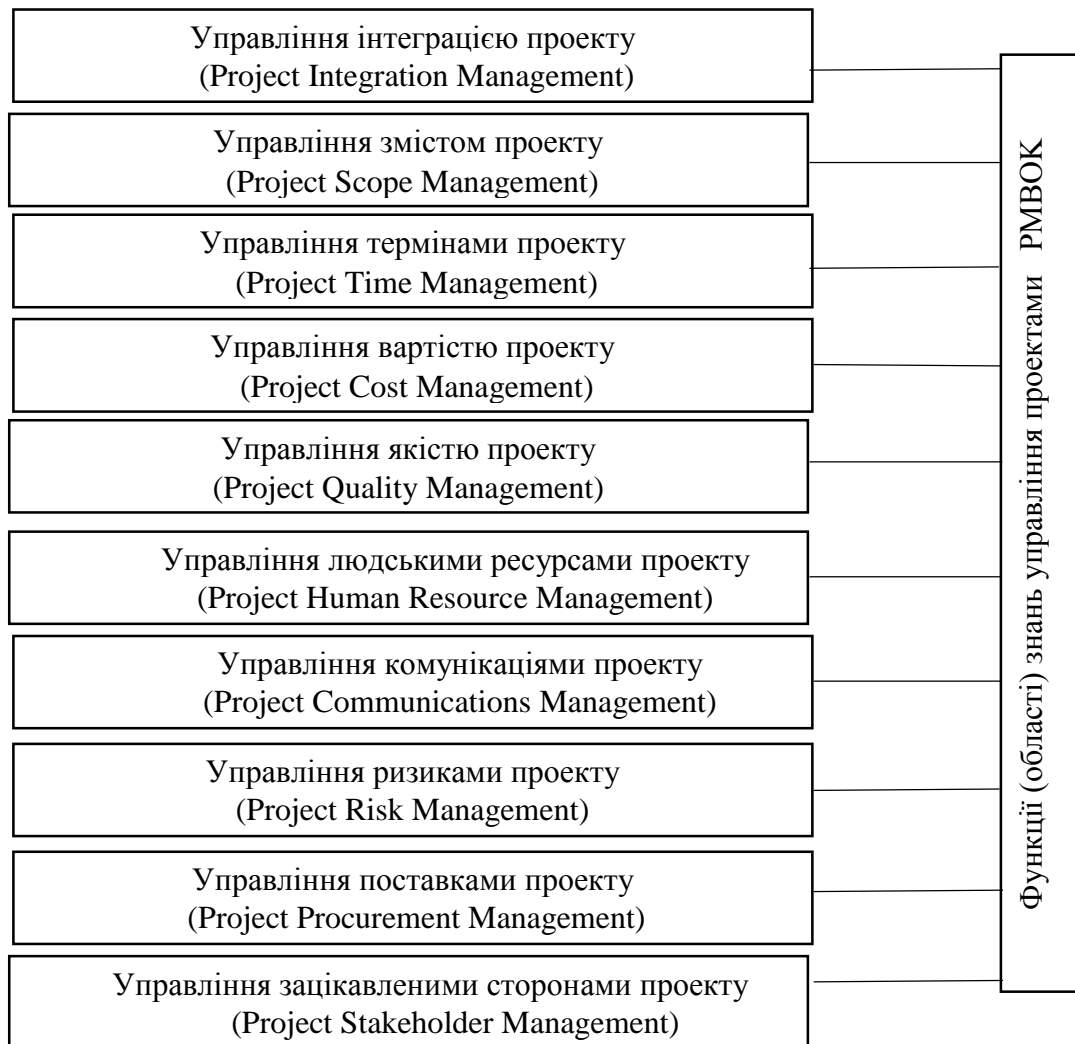 Управління інтеграцією проекту
(Project Integration Management)
Управління змістом проекту
(Project Scope Management)
Управління термінами проекту
(Project Time Management)
Управління вартістю проекту
(Project Cost Management)
Управління якістю проекту
(Project Quality Management)
Управління людськими ресурсами проекту
(Project Human Resource Management)
Управління комунікаціями проекту
(Project Communications Management)
Управління ризиками проекту
(Project Risk Management)
Управління поставками проекту
(Project Procurement Management)
Управління зацікавленими сторонами проекту
(Project Stakeholder Management)
Функції (області) знань управління проектами PMBOK